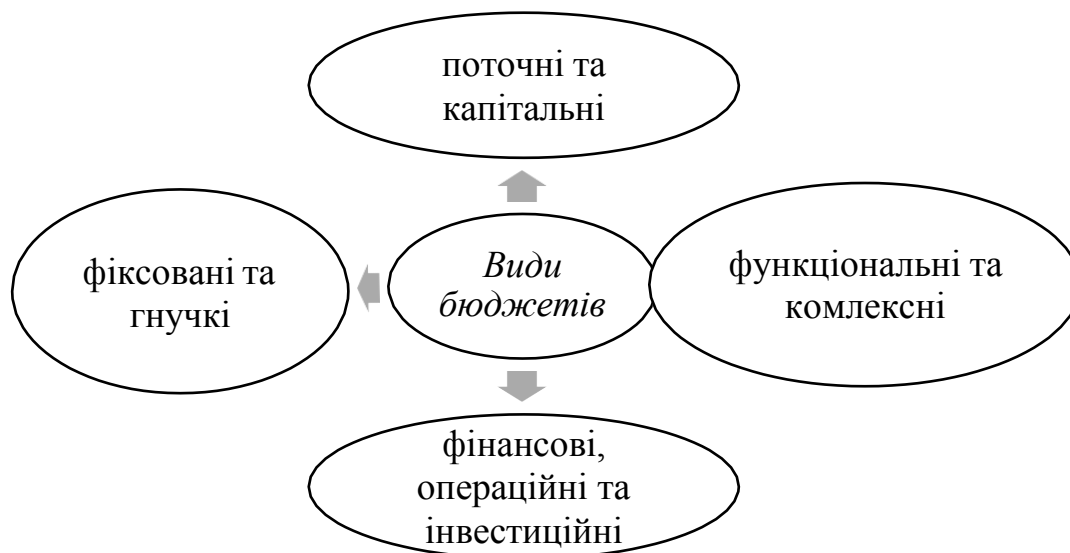 поточні та
капітальні
фіксовані та
гнучкі
Види
бюджетів
функціональні та
комлексні
фінансові,
операційні та
інвестиційні